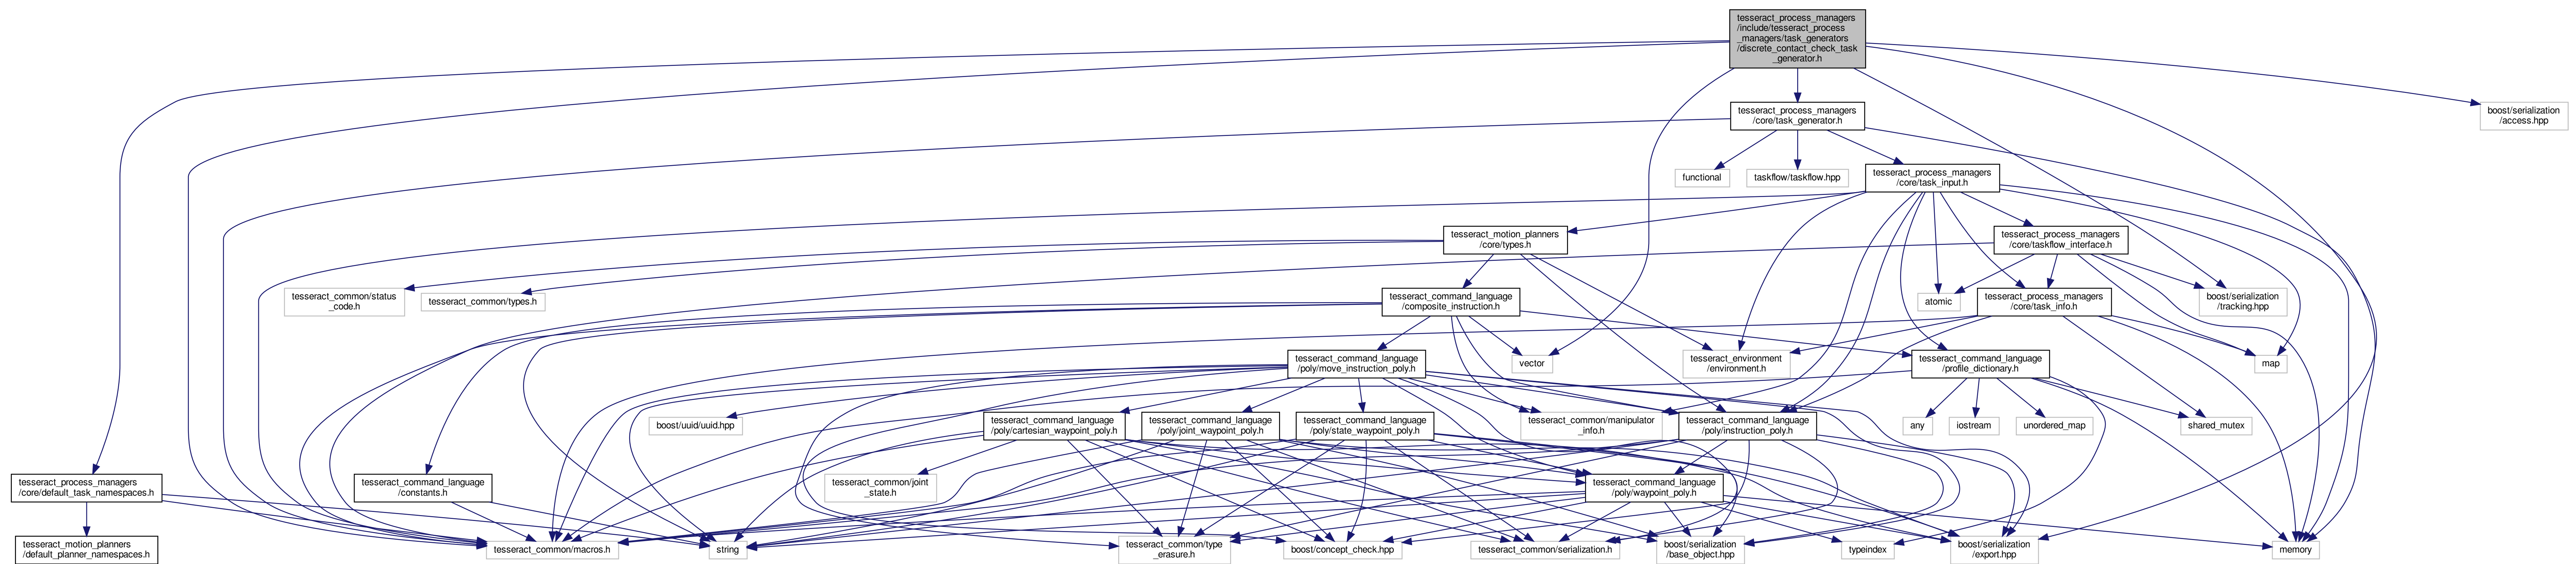 tesseract_process_managers
/include/tesseract_process
_managers/task_generators
/discrete_contact_check_task
_generator.h
tesseract_process_managers
/core/task_generator.h
boost/serialization
/access.hpp
functional
taskflow/taskflow.hpp
tesseract_process_managers
/core/task_input.h
tesseract_motion_planners
/core/types.h
tesseract_process_managers
/core/taskflow_interface.h
tesseract_common/status
_code.h
tesseract_common/types.h
tesseract_command_language
/composite_instruction.h
atomic
tesseract_process_managers
/core/task_info.h
boost/serialization
/tracking.hpp
tesseract_command_language
/poly/move_instruction_poly.h
vector
tesseract_environment
/environment.h
tesseract_command_language
/profile_dictionary.h
map
boost/uuid/uuid.hpp
tesseract_command_language
/poly/cartesian_waypoint_poly.h
tesseract_command_language
/poly/joint_waypoint_poly.h
tesseract_command_language
/poly/state_waypoint_poly.h
tesseract_common/manipulator
_info.h
tesseract_command_language
/poly/instruction_poly.h
any
iostream
unordered_map
shared_mutex
tesseract_process_managers
/core/default_task_namespaces.h
tesseract_command_language
/constants.h
tesseract_common/joint
_state.h
tesseract_command_language
/poly/waypoint_poly.h
tesseract_motion_planners
/default_planner_namespaces.h
tesseract_common/macros.h
string
tesseract_common/type
_erasure.h
boost/concept_check.hpp
tesseract_common/serialization.h
boost/serialization
/base_object.hpp
typeindex
boost/serialization
/export.hpp
memory